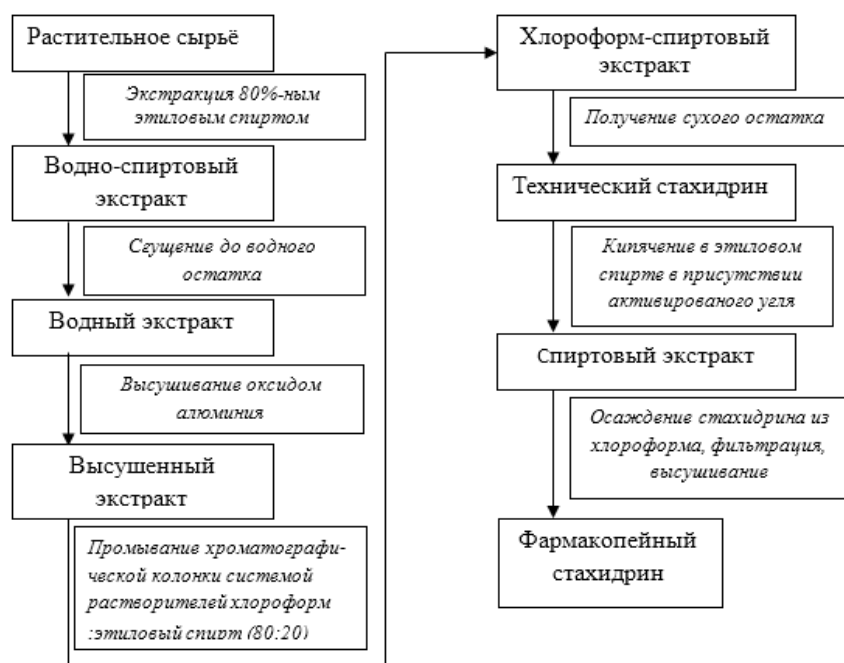 Растительное сырьё
Экстракция 80%-ным
этиловым спиртом
Водно-спиртовый
экстракт
Сгущение до водного
остатка
Водный экстракт
Высушивание оксидом
алюминия
Высушенный
экстракт
Промывание хроматографи-
ческой колонки системой
растворителей хлороформ
:этиловый спирт (80:20)
Хлороформ-спиртовый
экстракт
Получение сухого остатка
Технический стахидрин
Кипячение в этиловом
спирте в присутствии
активированого угля
Спиртовый экстракт
Осаждение стахидрина из
хлороформа, фильтрация,
высушивание
Фармакопейный
стахидрин